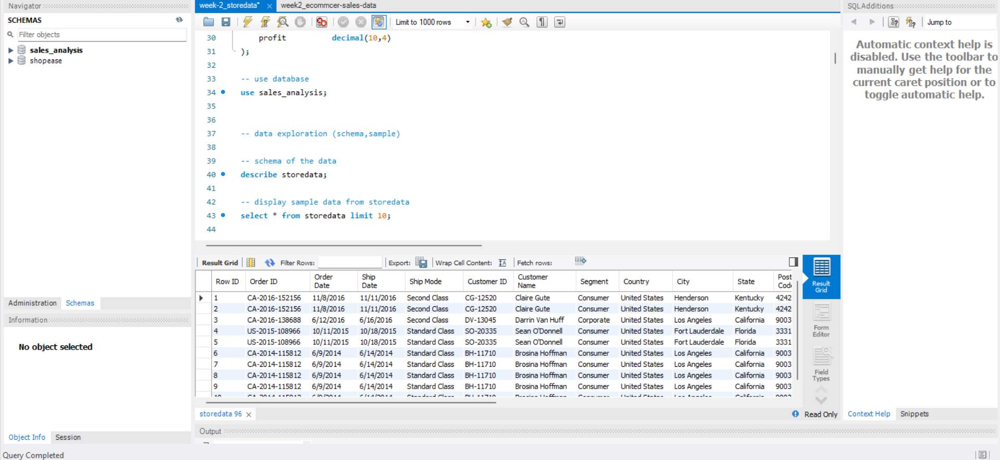 Navigator
SCHEMAS
Filter objects
sales_analysis
shopease
Administration Schemas
Information
No object selected
Object Info Session
Query Completed
week-2_storedata* week2_ecommcer-sales-data
Limit to 1000 rows
30 profit decimal(10,4)
31 );
32
33 -- use database
34 use sales_analysis;
35
36
37 -- data exploration (schema,sample)
38
39 -- schema of the data
40 describe storedata;
41
42 -- display sample data from storedata
43 select * from storedata limit 10;
44
Result Grid Filter Rows: Export: Wrap Cell Content: Fetch rows:
Row ID Order ID Order Date Ship Date Ship Mode Customer ID Customer Name Segment Country City State Post
1 CA-2016-152156 11/8/2016 11/11/2016 Second Class CG-12520 Claire Gute Consumer United States Henderson Kentucky 4242
2 CA-2016-152156 11/8/2016 11/11/2016 Second Class CG-12520 Claire Gute Consumer United States Henderson Kentucky 4242
3 CA-2016-138688 6/12/2016 6/16/2016 Second Class DV-13045 Darrin Van Huff Corporate United States Los Angeles California 9003
4 US-2015-108966 10/11/2015 10/18/2015 Standard Class SO-20335 Sean O'Donnell Consumer United States Fort Lauderdale Florida 3331
5 US-2015-108966 10/11/2015 10/18/2015 Standard Class SO-20335 Sean O'Donnell Consumer United States Fort Lauderdale Florida 3331
6 CA-2014-115812 6/9/2014 6/14/2014 Standard Class BH-11710 Brosina Hoffman Consumer United States Los Angeles California 9003
7 CA-2014-115812 6/9/2014 6/14/2014 Standard Class BH-11710 Brosina Hoffman Consumer United States Los Angeles California 9003
8 CA-2014-115812 6/9/2014 6/14/2014 Standard Class BH-11710 Brosina Hoffman Consumer United States Los Angeles California 9003
9 CA-2014-115812 6/9/2014 6/14/2014 Standard Class BH-11710 Brosina Hoffman Consumer United States Los Angeles California 9003
Result
Grid
Form
Editor
Field
Types
storedata 96
Read Only
Output
SQLAdditions
Jump to
Automatic context help is
disabled. Use the toolbar to
manually get help for the
current caret position or to
toggle automatic help.
Context Help Snippets